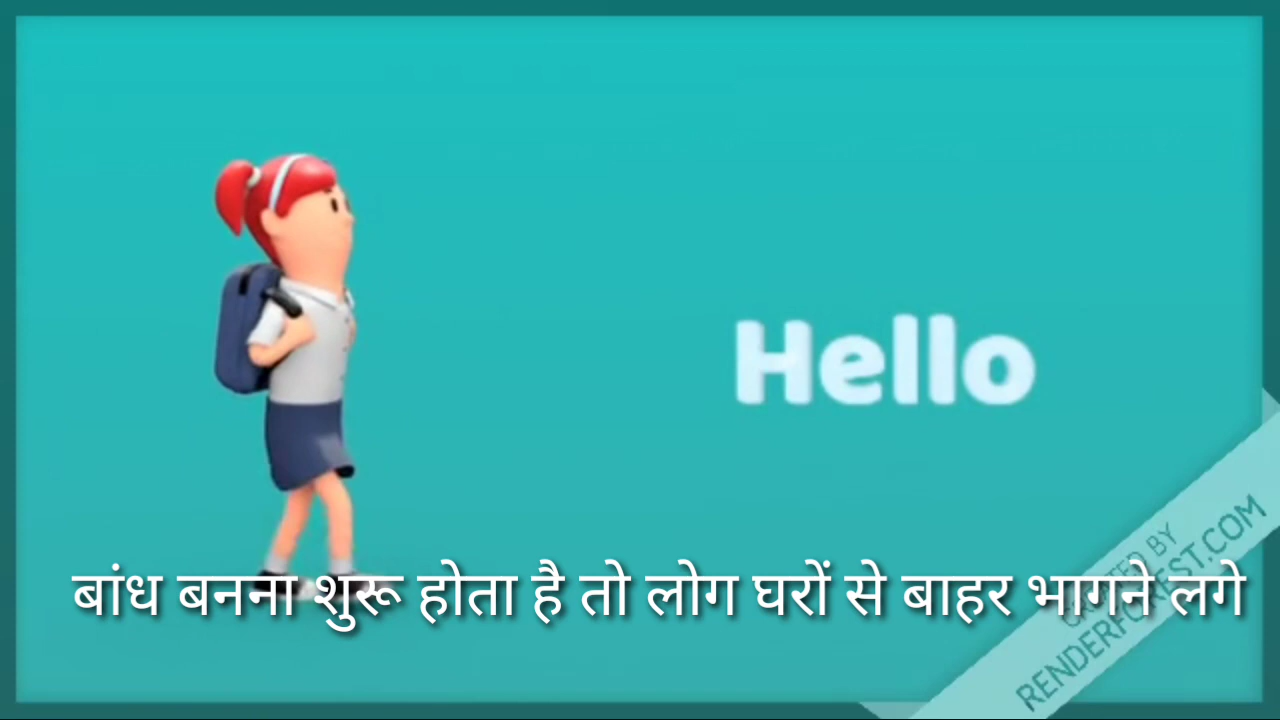 Hello
बांध बनना शुरू होता है तो लोग घरों से बाहर भागने लगे
CREATED BY
RENDERFOREST.COM